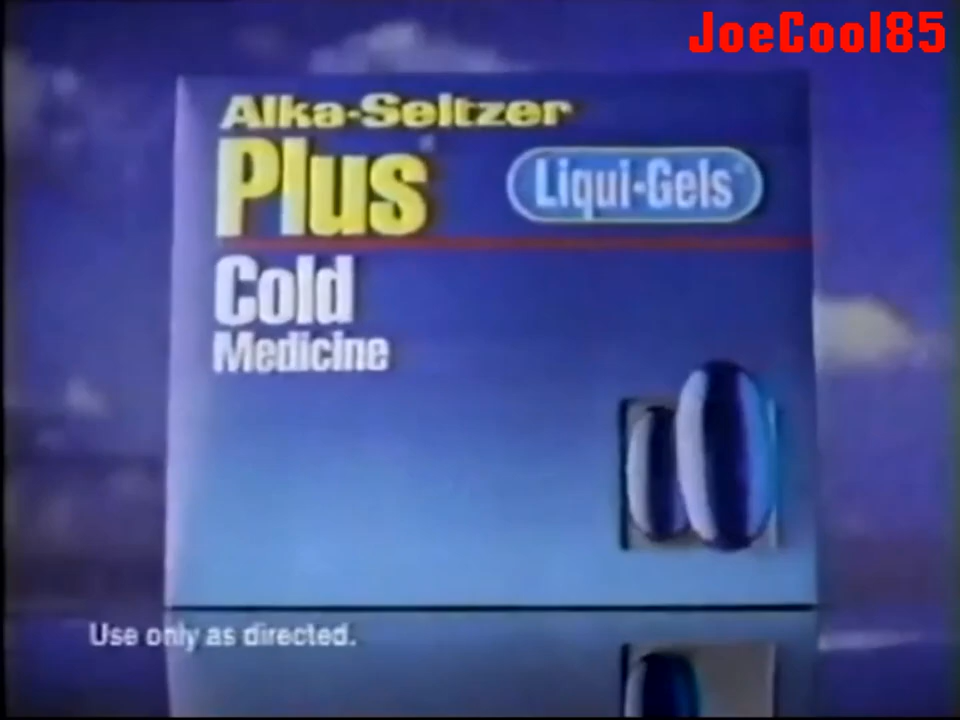 JoeCool85
Alka-Seltzer
Plus®
Liqui-Gels®
Cold
Medicine
Use only as directed.